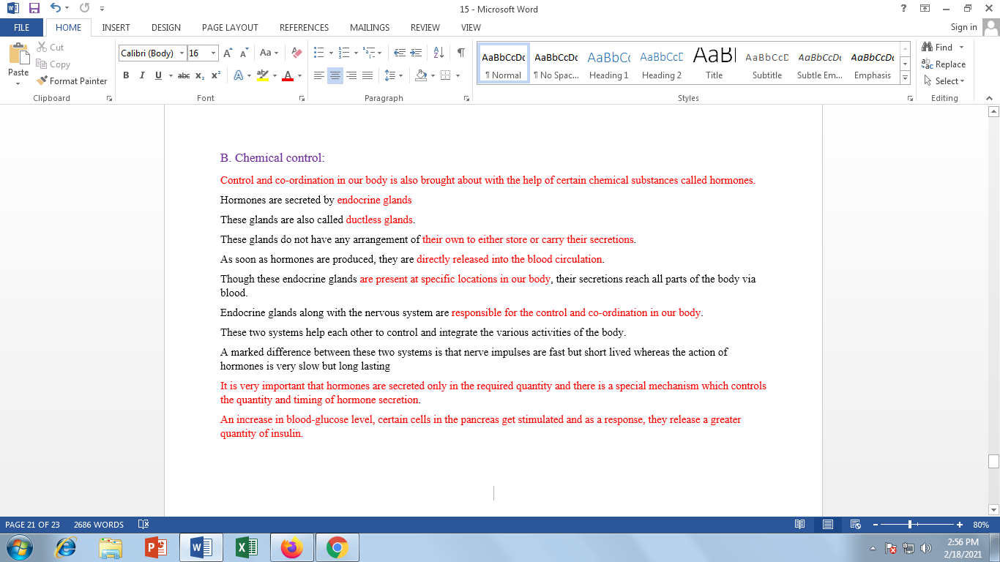 15 - Microsoft Word
Sign in
FILE HOME INSERT DESIGN PAGE LAYOUT REFERENCES MAILINGS REVIEW VIEW
Paste
Cut
Copy
Format Painter
Clipboard
Calibri (Body) 16
Font
Paragraph
AaBbCcDc AaBbCcDc AaBbCc AaBbCcD AaBl AaBbCcD AaBbCcDc AaBbCcDc
¶ Normal ¶ No Spac... Heading 1 Heading 2 Title Subtitle Subtle Em... Emphasis
Styles
Find
Replace
Select
Editing
B. Chemical control:
Control and co-ordination in our body is also brought about with the help of certain chemical substances called hormones.
Hormones are secreted by endocrine glands
These glands are also called ductless glands.
These glands do not have any arrangement of their own to either store or carry their secretions.
As soon as hormones are produced, they are directly released into the blood circulation.
Though these endocrine glands are present at specific locations in our body, their secretions reach all parts of the body via
blood.
Endocrine glands along with the nervous system are responsible for the control and co-ordination in our body.
These two systems help each other to control and integrate the various activities of the body.
A marked difference between these two systems is that nerve impulses are fast but short lived whereas the action of
hormones is very slow but long lasting
It is very important that hormones are secreted only in the required quantity and there is a special mechanism which controls
the quantity and timing of hormone secretion.
An increase in blood-glucose level, certain cells in the pancreas get stimulated and as a response, they release a greater
quantity of insulin.
PAGE 21 OF 23 2686 WORDS 80%
2:56 PM
2/18/2021